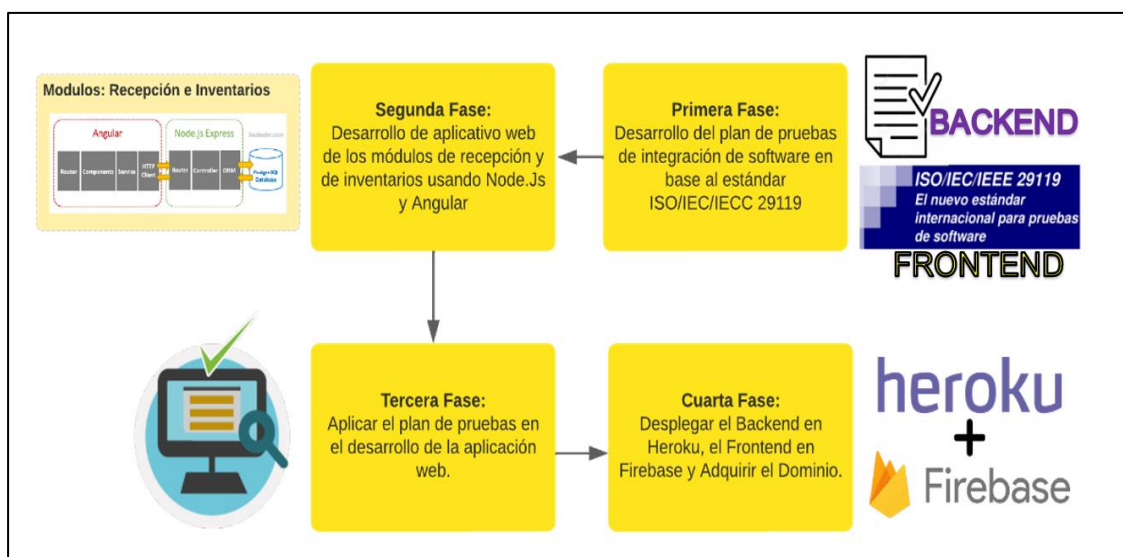 Modulos: Recepción e Inventarios
Angular
Node.js Express
Router
Components
Service
HTTP
Client
Router
Controller
ORM
PostgreSQL
Database
Segunda Fase:
Desarrollo de aplicativo web
de los módulos de recepción y
de inventarios usando Node.Js
y Angular
Primera Fase:
Desarrollo del plan de pruebas
de integración de software en
base al estándar
ISO/IEC/IECC 29119
BACKEND
ISO/IEC/IEEE 29119
El nuevo estándar
internacional para pruebas
de software
FRONTEND
Tercera Fase:
Aplicar el plan de pruebas en
el desarrollo de la aplicación
web.
Cuarta Fase:
Desplegar el Backend en
Heroku, el Frontend en
Firebase y Adquirir el Dominio.
heroku
+
Firebase